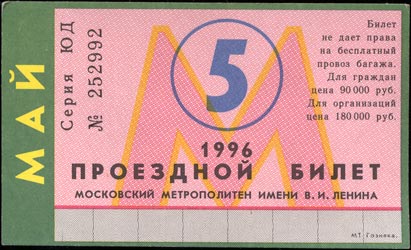 МАЙ
Серия ЮД
№ 252992
5
Билет
не дает права
на бесплатный
провоз багажа.
Для граждан
цена 90 000 руб.
Для организаций
цена 180 000 руб.
М
1996
ПРОЕЗДНОЙ БИЛЕТ
МОСКОВСКИЙ МЕТРОПОЛИТЕН ИМЕНИ В. И. ЛЕНИНА
МТ Гознака.